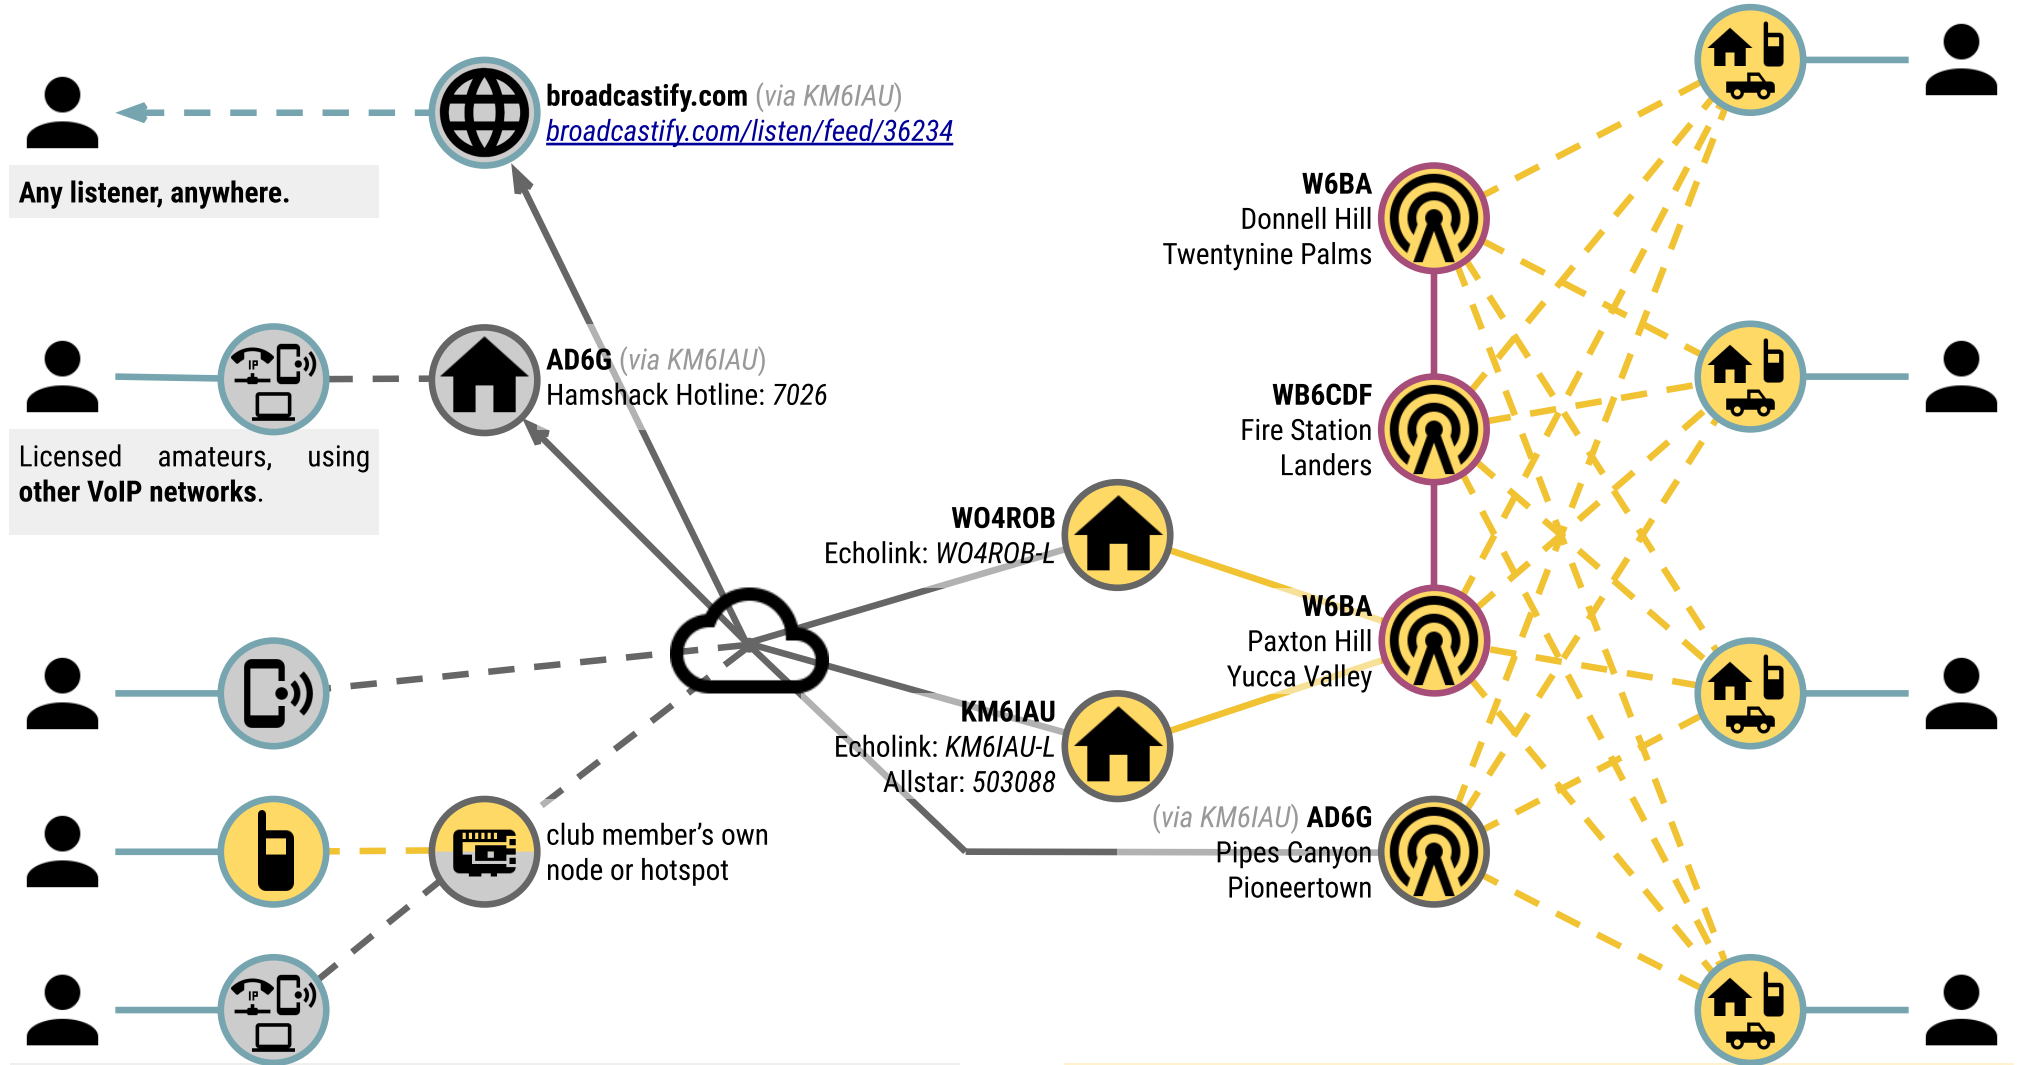 broadcastify.com (via KM6IAU)
broadcastify.com/listen/feed/36234
Any listener, anywhere.
W6BA
Donnell Hill
Twentynine Palms
IP
AD6G (via KM6IAU)
Hamshack Hotline: 7026
WB6CDF
Fire Station
Landers
Licensed amateurs, using
other VoIP networks.
WO4ROB
Echolink: WO4ROB-L
W6BA
Paxton Hill
Yucca Valley
KM6IAU
Echolink: KM6IAU-L
Allstar: 503088
(via KM6IAU) AD6G
Pipes Canyon
Pioneertown
club member’s own
node or hotspot
IP